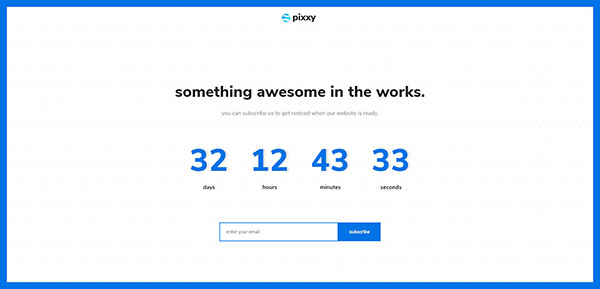 pixxy
something awesome in the works.
you can subscribe us to get noticed when our website is ready.
32 12 43 33
days hours minutes seconds
enter your email subscribe